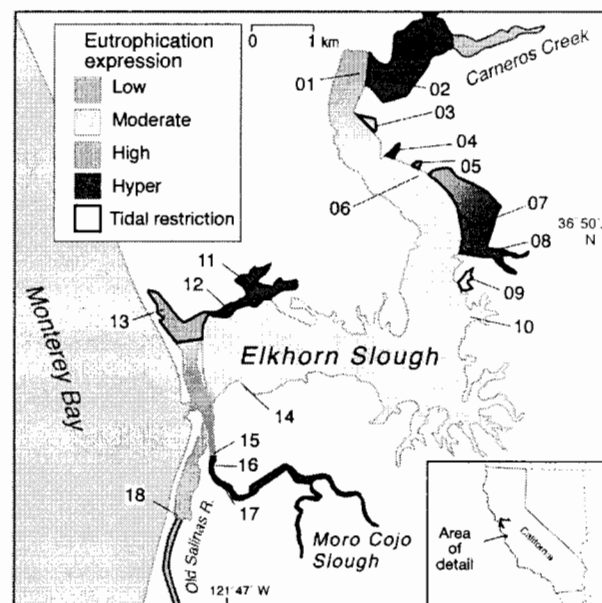 Eutrophication
expression
Low
Moderate
High
Hyper
Tidal restriction
0 1
km
Carneros Creek
01
02
03
04
05
06
07
36° 50'
N
08
09
10
11
12
13
Monterey Bay
Elkhorn Slough
14
15
16
17
18
Old Salinas R.
Moro Cojo
Slough
121° 47' W
Area
of
detail
California